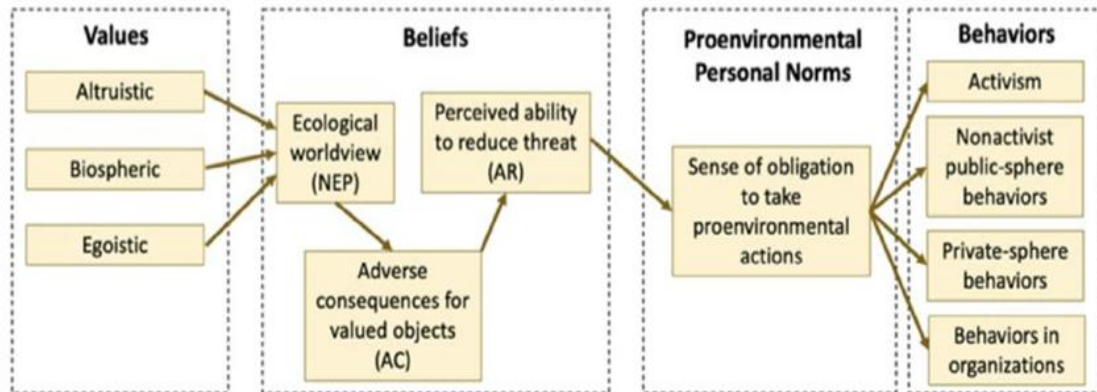 Values
Altruistic
Biospheric
Egoistic
Beliefs
Ecological
worldview
(NEP)
Adverse
consequences for
valued objects
(AC)
Perceived ability
to reduce threat
(AR)
Proenvironmental
Personal Norms
Sense of obligation
to take
proenvironmental
actions
Behaviors
Activism
Nonactivist
public-sphere
behaviors
Private-sphere
behaviors
Behaviors in
organizations